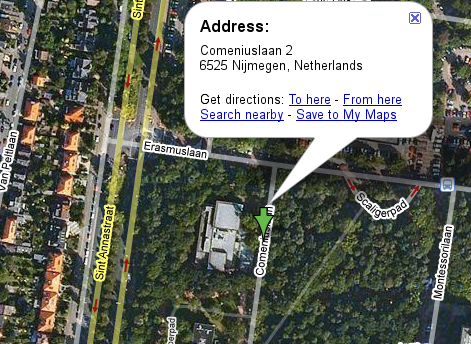 Address:
Comeniuslaan 2
6525 Nijmegen, Netherlands
Get directions: To here - From here
Search nearby - Save to My Maps
Sint
Erasmuslaan
Van Peltlaan
Sint Annastraat
Scaligerpad
Montessorilaan